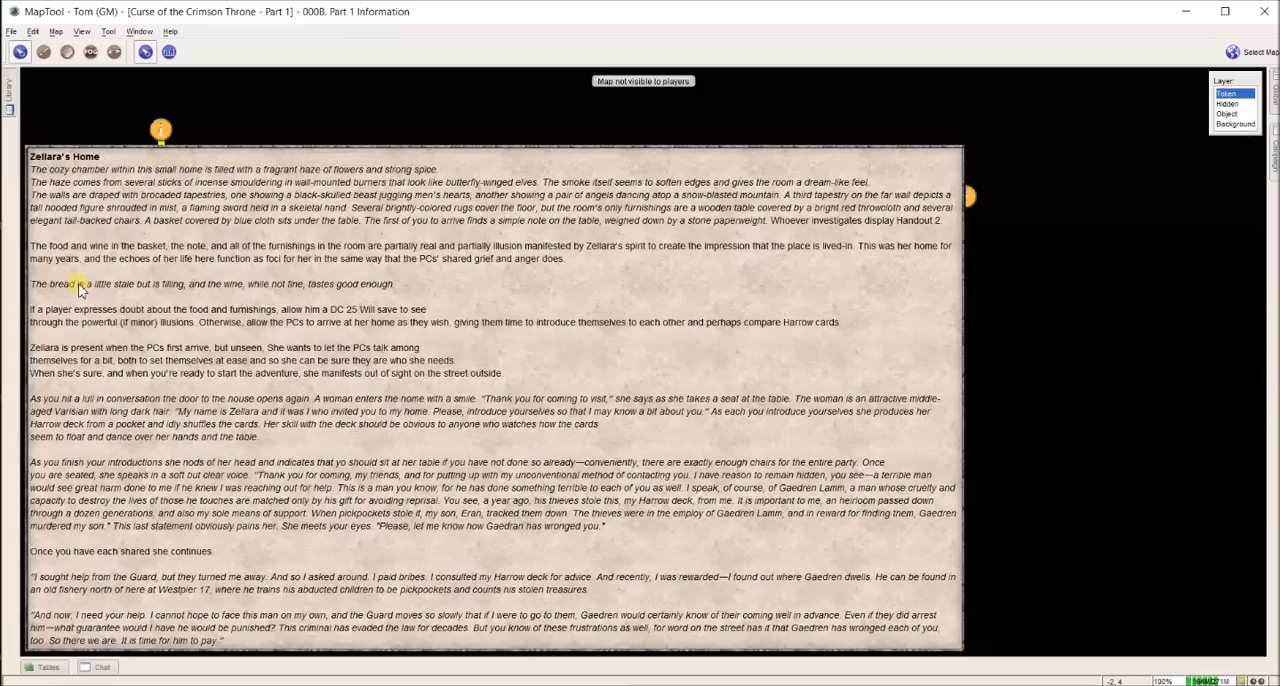 MapTool - Tom (GM) - [Curse of the Crimson Throne - Part 1] - 000B. Part 1 Information
File Edit Map View Tool Window Help
FOG
Select Map
Map not visible to players
Layer:
Token
Hidden
Object
Background
Library
Zellara's Home
The cozy chamber within this small home is filled with a fragrant haze of flowers and strong spice.
The haze comes from several sticks of incense smouldering in wall-mounted burners that look like butterfly-winged elves. The smoke itself seems to soften edges and gives the room a dream-like feel,
The walls are draped with brocaded tapestries, one showing a black-skulled beast juggling men's hearts, another showing a pair of angels dancing atop a snow-blasted mountain. A third tapestry on the far wall depicts a
tall hooded figure shrouded in mist, a flaming sword held in a skeletal hand. Several brightly-colored rugs cover the floor, but the room's only furnishings are a wooden table covered by a bright red throwcloth and several
elegant tall-backed chairs. A basket covered by blue cloth sits under the table. The first of you to arrive finds a simple note on the table, weighed down by a stone paperweight. Whoever investigates display Handout 2.
The food and wine in the basket, the note, and all of the furnishings in the room are partially real and partially illusion manifested by Zellara's spirit to create the impression that the place is lived-in. This was her home for
many years, and the echoes of her life here function as foci for her in the same way that the PCs' shared grief and anger does.
The bread is a little stale but is filling, and the wine, while not fine, tastes good enough.
If a player expresses doubt about the food and furnishings, allow him a DC 25 Will save to see
through the powerful (if minor) illusions. Otherwise, allow the PCs to arrive at her home as they wish, giving them time to introduce themselves to each other and perhaps compare Harrow cards
Zellara is present when the PCs first arrive, but unseen. She wants to let the PCs talk among
themselves for a bit, both to set themselves at ease and so she can be sure they are who she needs.
When she's sure, and when you're ready to start the adventure, she manifests out of sight on the street outside.
As you hit a lull in conversation the door to the house opens again. A woman enters the home with a smile. "Thank you for coming to visit," she says as she takes a seat at the table. The woman is an attractive middle-
aged Varisian with long dark hair. "My name is Zellara and it was I who invited you to my home. Please, introduce yourselves so that I may know a bit about you." As each you introduce yourselves she produces her
Harrow deck from a pocket and idly shuffles the cards. Her skill with the deck should be obvious to anyone who watches how the cards
seem to float and dance over her hands and the table.
As you finish your introductions she nods of her head and indicates that yo should sit at her table if you have not done so already—conveniently, there are exactly enough chairs for the entire party. Once
you are seated, she speaks in a soft but clear voice. "Thank you for coming, my friends, and for putting up with my unconventional method of contacting you. I have reason to remain hidden, you see—a terrible man
would see great harm done to me if he knew I was reaching out for help. This is a man you know, for he has done something terrible to each of you as well. I speak, of course, of Gaedren Lamm, a man whose cruelty and
capacity to destroy the lives of those he touches are matched only by his gift for avoiding reprisal. You see, a year ago, his thieves stole this, my Harrow deck, from me. It is important to me, an heirloom passed down
through a dozen generations, and also my sole means of support. When pickpockets stole it, my son, Eran, tracked them down. The thieves were in the employ of Gaedren Lamm, and in reward for finding them, Gaedren
murdered my son." This last statement obviously pains her. She meets your eyes. "Please, let me know how Gaedran has wronged you."
Once you have each shared she continues.
"I sought help from the Guard, but they turned me away. And so I asked around. I paid bribes. I consulted my Harrow deck for advice. And recently, I was rewarded—I found out where Gaedren dwells. He can be found in
an old fishery north of here at Westpier 17, where he trains his abducted children to be pickpockets and counts his stolen treasures.
"And now, I need your help. I cannot hope to face this man on my own, and the Guard moves so slowly that if I were to go to them, Gaedren would certainly know of their coming well in advance. Even if they did arrest
him—what guarantee would I have he would be punished? This criminal has evaded the law for decades. But you know of these frustrations as well, for word on the street has it that Gaedren has wronged each of you,
too. So there we are. It is time for him to pay."
Tables Chat
-2, 4 100%